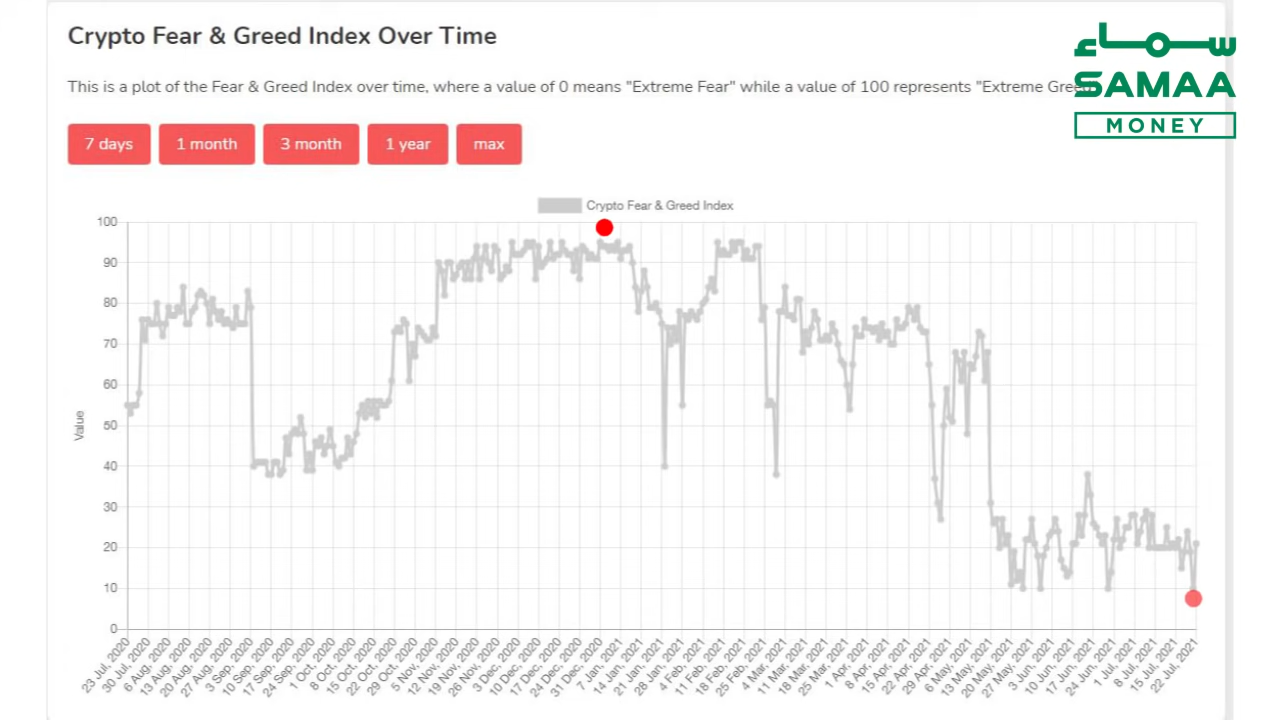 Crypto Fear & Greed Index Over Time
This is a plot of the Fear & Greed Index over time, where a value of 0 means "Extreme Fear" while a value of 100 represents "Extreme Greed
سماء
SAMAA
MONEY
7 days
1 month
3 month
1 year
max
Crypto Fear & Greed Index
100
90
80
70
60
50
40
30
20
10
0
Value
23 Jul, 2020
30 Jul, 2020
6 Aug, 2020
13 Aug, 2020
20 Aug, 2020
27 Aug, 2020
3 Sep, 2020
10 Sep, 2020
17 Sep, 2020
24 Sep, 2020
1 Oct, 2020
8 Oct, 2020
15 Oct, 2020
22 Oct, 2020
29 Oct, 2020
5 Nov, 2020
12 Nov, 2020
19 Nov, 2020
26 Nov, 2020
3 Dec, 2020
10 Dec, 2020
17 Dec, 2020
24 Dec, 2020
31 Dec, 2020
7 Jan, 2021
14 Jan, 2021
21 Jan, 2021
28 Jan, 2021
4 Feb, 2021
11 Feb, 2021
18 Feb, 2021
25 Feb, 2021
4 Mar, 2021
11 Mar, 2021
18 Mar, 2021
25 Mar, 2021
1 Apr, 2021
8 Apr, 2021
15 Apr, 2021
22 Apr, 2021
29 Apr, 2021
6 May, 2021
13 May, 2021
20 May, 2021
27 May, 2021
3 Jun, 2021
10 Jun, 2021
17 Jun, 2021
24 Jun, 2021
1 Jul, 2021
8 Jul, 2021
15 Jul, 2021
22 Jul, 2021